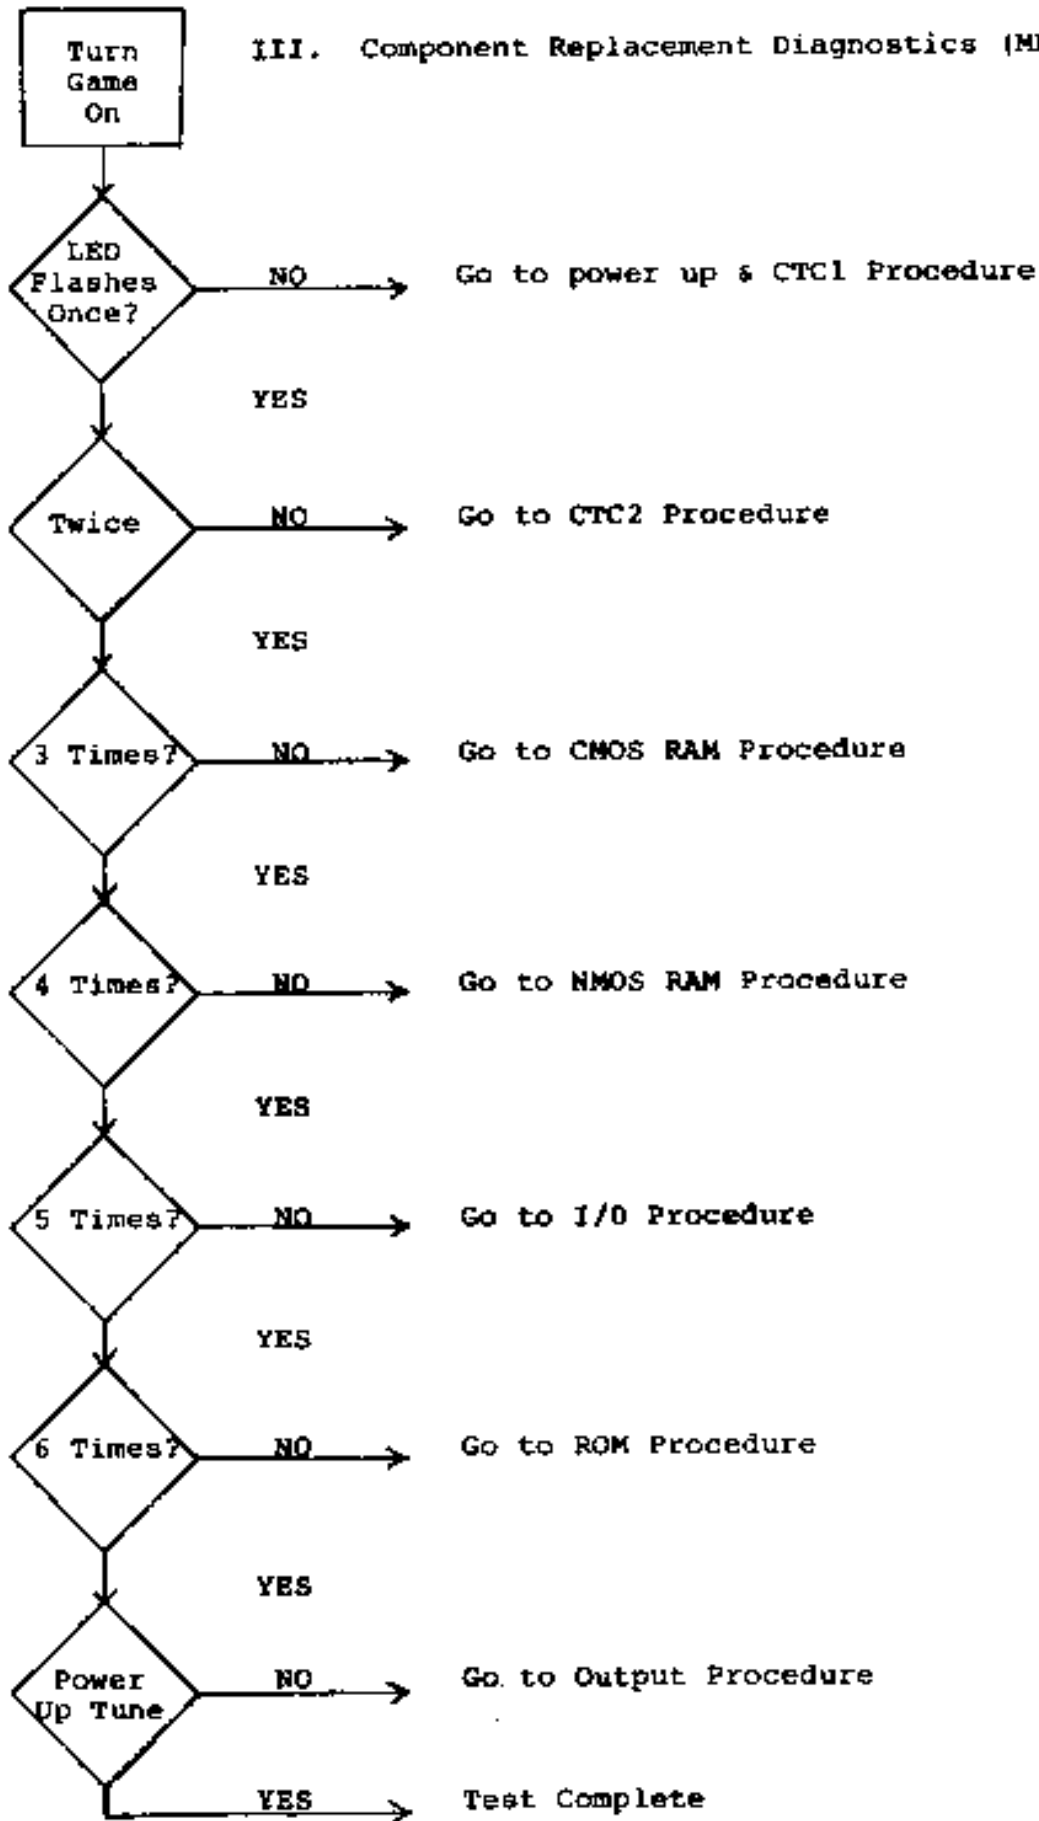 Turn
Game
On
III. Component Replacement Diagnostics
LED
Flashes
Once?
NO
Go to power up & CTC1 Procedure
YES
Twice
NO
Go to CTC2 Procedure
YES
3 Times?
NO
Go to CMOS RAM Procedure
YES
4 Times?
NO
Go to NMOS RAM Procedure
YES
5 Times?
NO
Go to I/O Procedure
YES
6 Times?
NO
Go to ROM Procedure
YES
Power
Up Tune
NO
Go to Output Procedure
YES
Test Complete